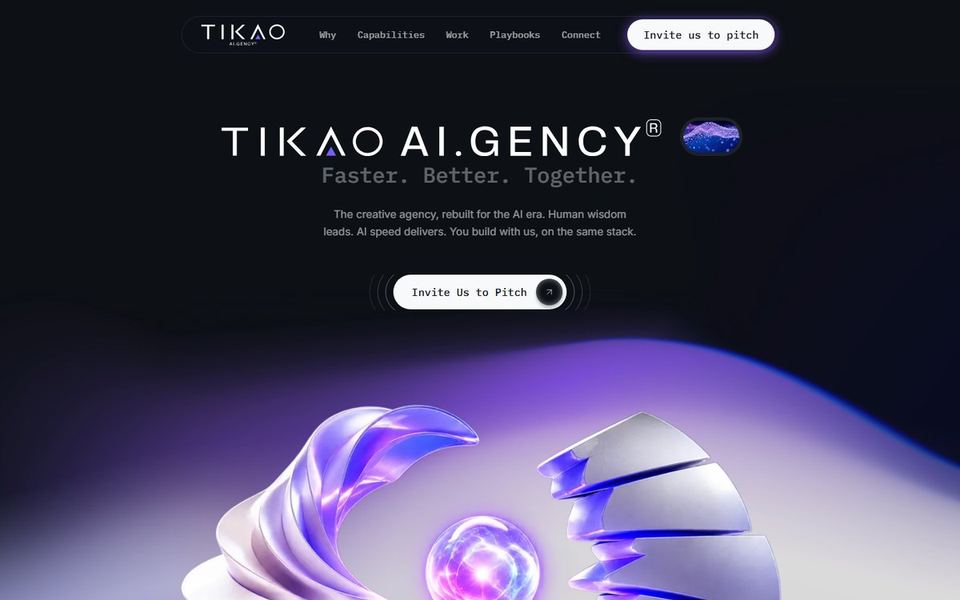 TIKAO
AI.GENCY®
Why
Capabilities
Work
Playbooks
Connect
Invite us to pitch
TIKAO AI.GENCY®
Faster. Better. Together.
The creative agency, rebuilt for the AI era. Human wisdom
leads. AI speed delivers. You build with us, on the same stack.
Invite Us to Pitch